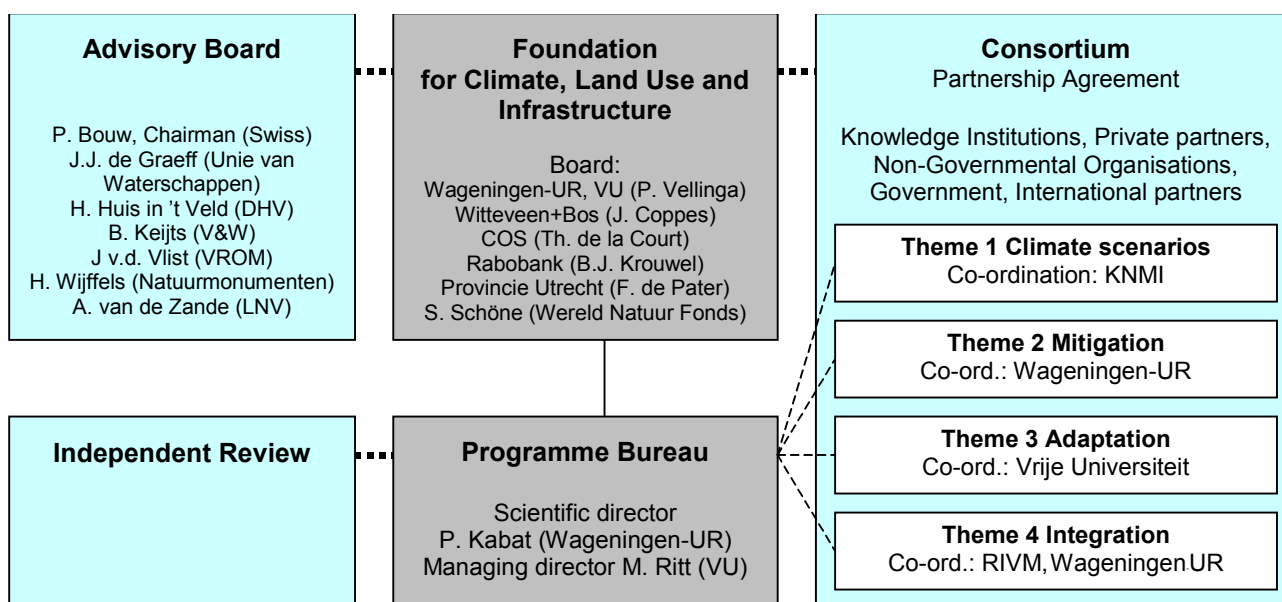 Advisory Board
P. Bouw, Chairman (Swiss)
J.J. de Graeff (Unie van
Waterschappen)
H. Huis in ’t Veld (DHV)
B. Keijts (V&W)
J v.d. Vlist (VROM)
H. Wijffels (Natuurmonumenten)
A. van de Zande (LNV)
Foundation
for Climate, Land Use and
Infrastructure
Board:
Wageningen-UR, VU (P. Vellinga)
Witteveen+Bos (J. Coppes)
COS (Th. de la Court)
Rabobank (B.J. Krouwel)
Provincie Utrecht (F. de Pater)
S. Schöne (Wereld Natuur Fonds)
Consortium
Partnership Agreement
Knowledge Institutions, Private partners,
Non-Governmental Organisations,
Government, International partners
Theme 1 Climate scenarios
Co-ordination: KNMI
Theme 2 Mitigation
Co-ord.: Wageningen-UR
Theme 3 Adaptation
Co-ord.: Vrije Universiteit
Theme 4 Integration
Co-ord.: RIVM, Wageningen-UR
Independent Review
Programme Bureau
Scientific director
P. Kabat (Wageningen-UR)
Managing director M. Ritt (VU)